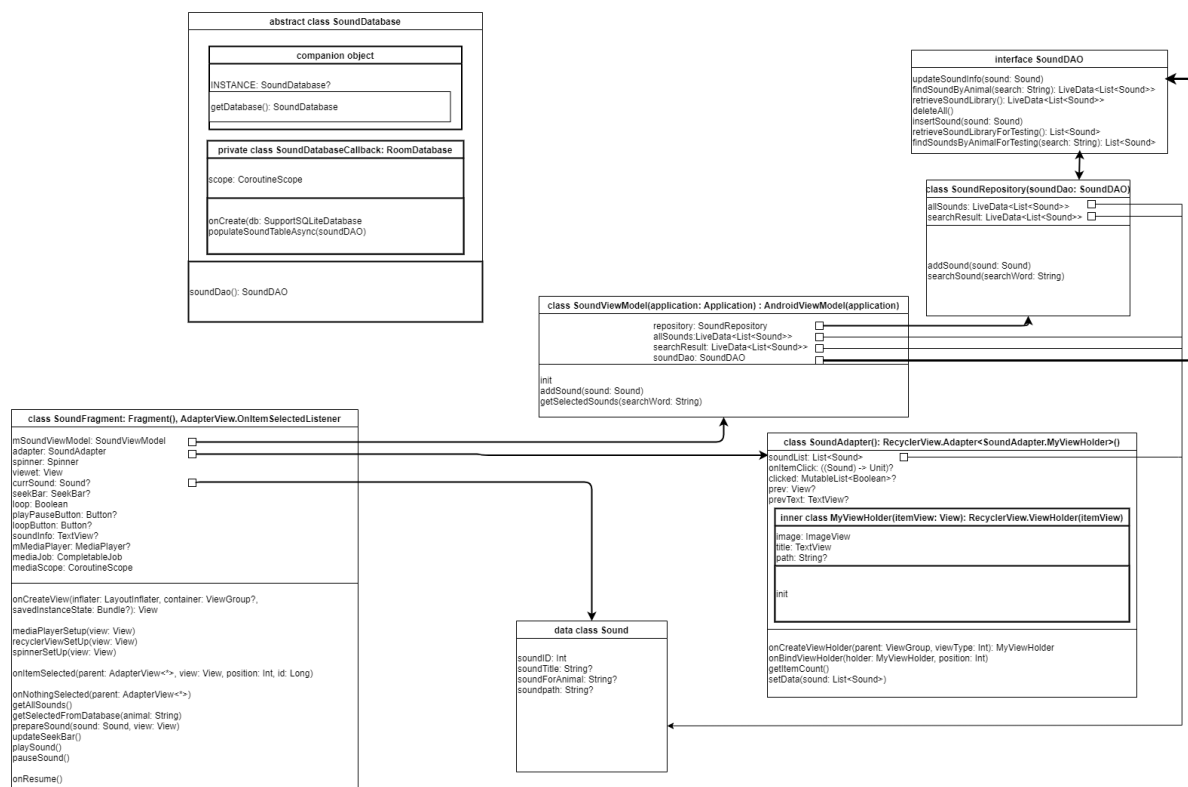 abstract class SoundDatabase
companion object
INSTANCE: SoundDatabase?
getDatabase(): SoundDatabase
private class SoundDatabaseCallback: RoomDatabase
scope: CoroutineScope
onCreate(db: SupportSQLiteDatabase
populateSoundTableAsync(soundDAO)
soundDao(): SoundDAO
interface SoundDAO
updateSoundInfo(sound: Sound)
findSoundByAnimal(search: String): LiveData<List<Sound>>
retrieveSoundLibrary(): LiveData<List<Sound>>
deleteAll()
insertSound(sound: Sound)
retrieveSoundLibraryForTesting(): List<Sound>
findSoundsByAnimalForTesting(search: String): List<Sound>
class SoundRepository(soundDao: SoundDAO)
allSounds: LiveData<List<Sound>>
searchResult: LiveData<List<Sound>>
addSound(sound: Sound)
searchSound(searchWord: String)
class SoundViewModel(application: Application) : AndroidViewModel(application)
repository: SoundRepository
allSounds:LiveData<List<Sound>>
searchResult: LiveData<List<Sound>>
soundDao: SoundDAO
init
addSound(sound: Sound)
getSelectedSounds(searchWord: String)
class SoundFragment: Fragment(), AdapterView.OnItemSelectedListener
mSoundViewModel: SoundViewModel
adapter: SoundAdapter
spinner: Spinner
viewet: View
currSound: Sound?
seekBar: SeekBar?
loop: Boolean
playPauseButton: Button?
loopButton: Button?
soundInfo: TextView?
mMediaPlayer: MediaPlayer?
mediaJob: CompletableJob
mediaScope: CoroutineScope
onCreateView(inflater: LayoutInflater, container: ViewGroup?,
savedInstanceState: Bundle?): View
mediaPlayerSetup(view: View)
recyclerViewSetUp(view: View)
spinnerSetUp(view: View)
onItemSelected(parent: AdapterView<*>, view: View, position: Int, id: Long)
onNothingSelected(parent: AdapterView<*>)
getAllSounds()
getSelectedFromDatabase(animal: String)
prepareSound(sound: Sound, view: View)
updateSeekBar()
playSound()
pauseSound()
onResume()
class SoundAdapter(): RecyclerView.Adapter<SoundAdapter.MyViewHolder>()
soundList: List<Sound>
onItemClick: ((Sound) -> Unit)?
clicked: MutableList<Boolean>?
prev: View?
prevText: TextView?
inner class MyViewHolder(itemView: View): RecyclerView.ViewHolder(itemView)
image: ImageView
title: TextView
path: String?
init
onCreateViewHolder(parent: ViewGroup, viewType: Int): MyViewHolder
onBindViewHolder(holder: MyViewHolder, position: Int)
getItemCount()
setData(sound: List<Sound>)
data class Sound
soundID: Int
soundTitle: String?
soundForAnimal: String?
soundpath: String?